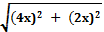 √((4x)² + (2x)²)